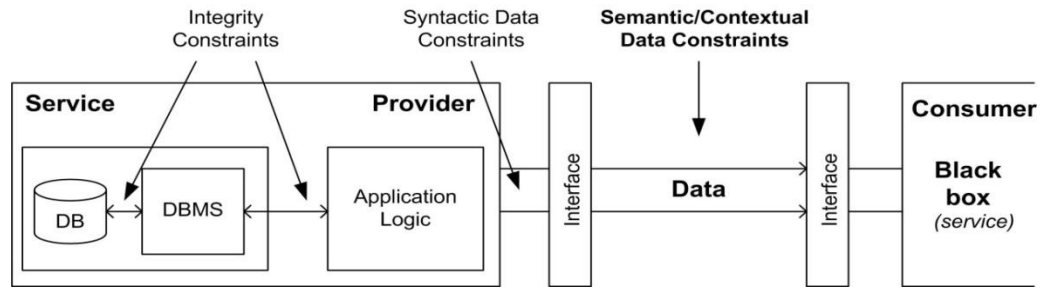 Integrity
Constraints
Syntactic Data
Constraints
Semantic/Contextual
Data Constraints
Service
Provider
Consumer
DB
DBMS
Application
Logic
Interface
Data
Interface
Black
box
(service)